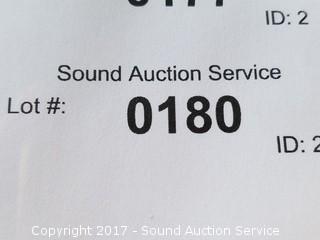 ID: 2
Sound Auction Service
Lot #: 0180
ID: 2
Copyright 2017 - Sound Auction Service